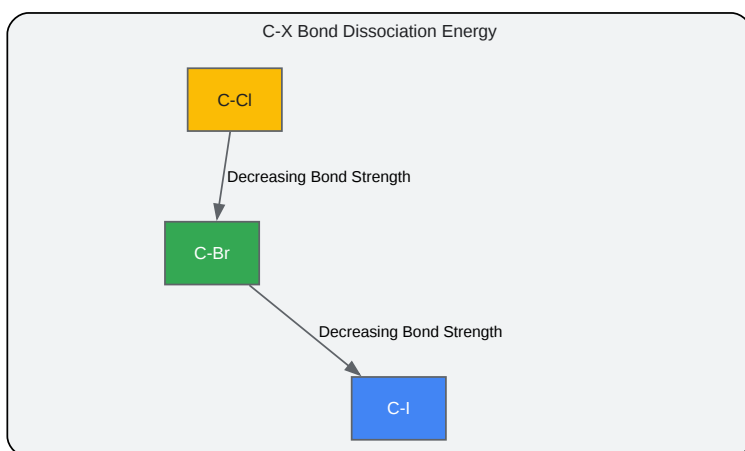 C-X Bond Dissociation Energy
C-Cl
Decreasing Bond Strength
C-Br
Decreasing Bond Strength
C-I